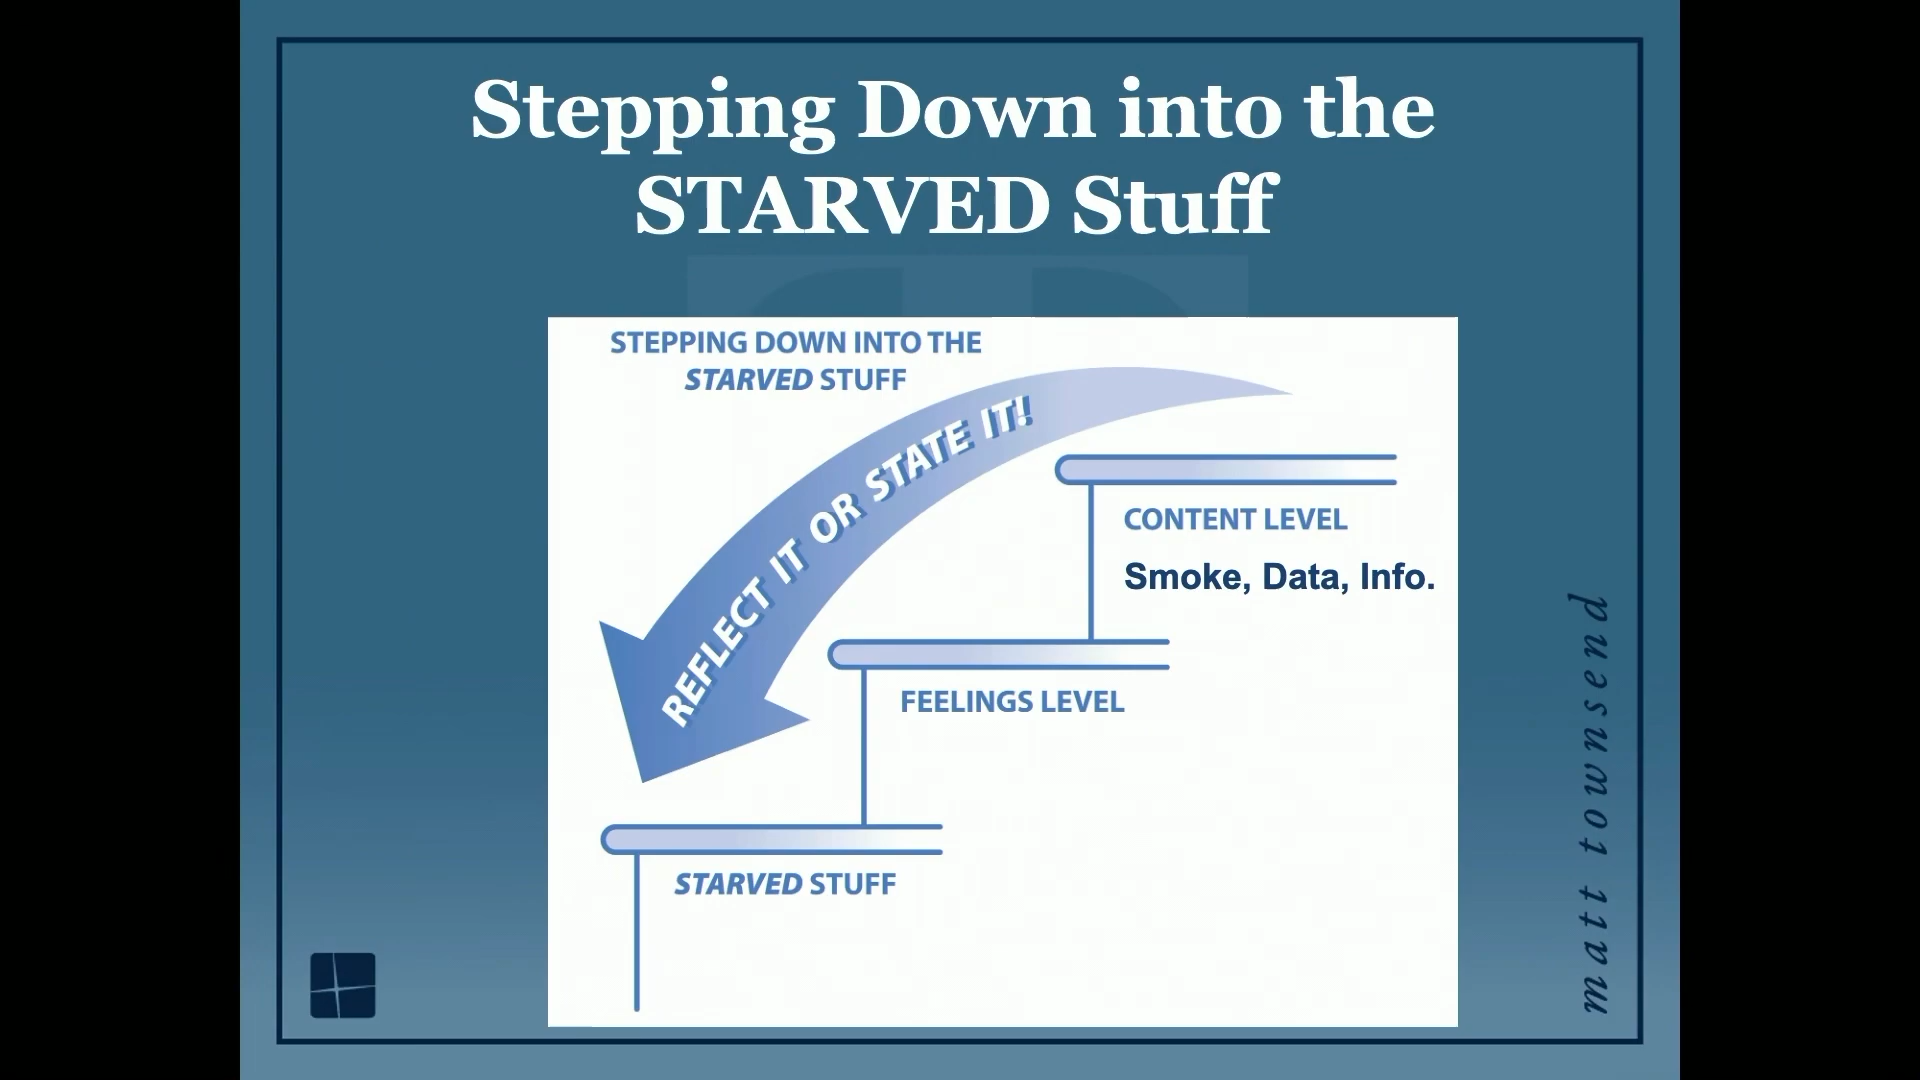 Stepping Down into the
STARVED Stuff
STEPPING DOWN INTO THE
STARVED STUFF
REFLECT IT OR STATE IT!
CONTENT LEVEL
Smoke, Data, Info.
FEELINGS LEVEL
STARVED STUFF
matt townsend